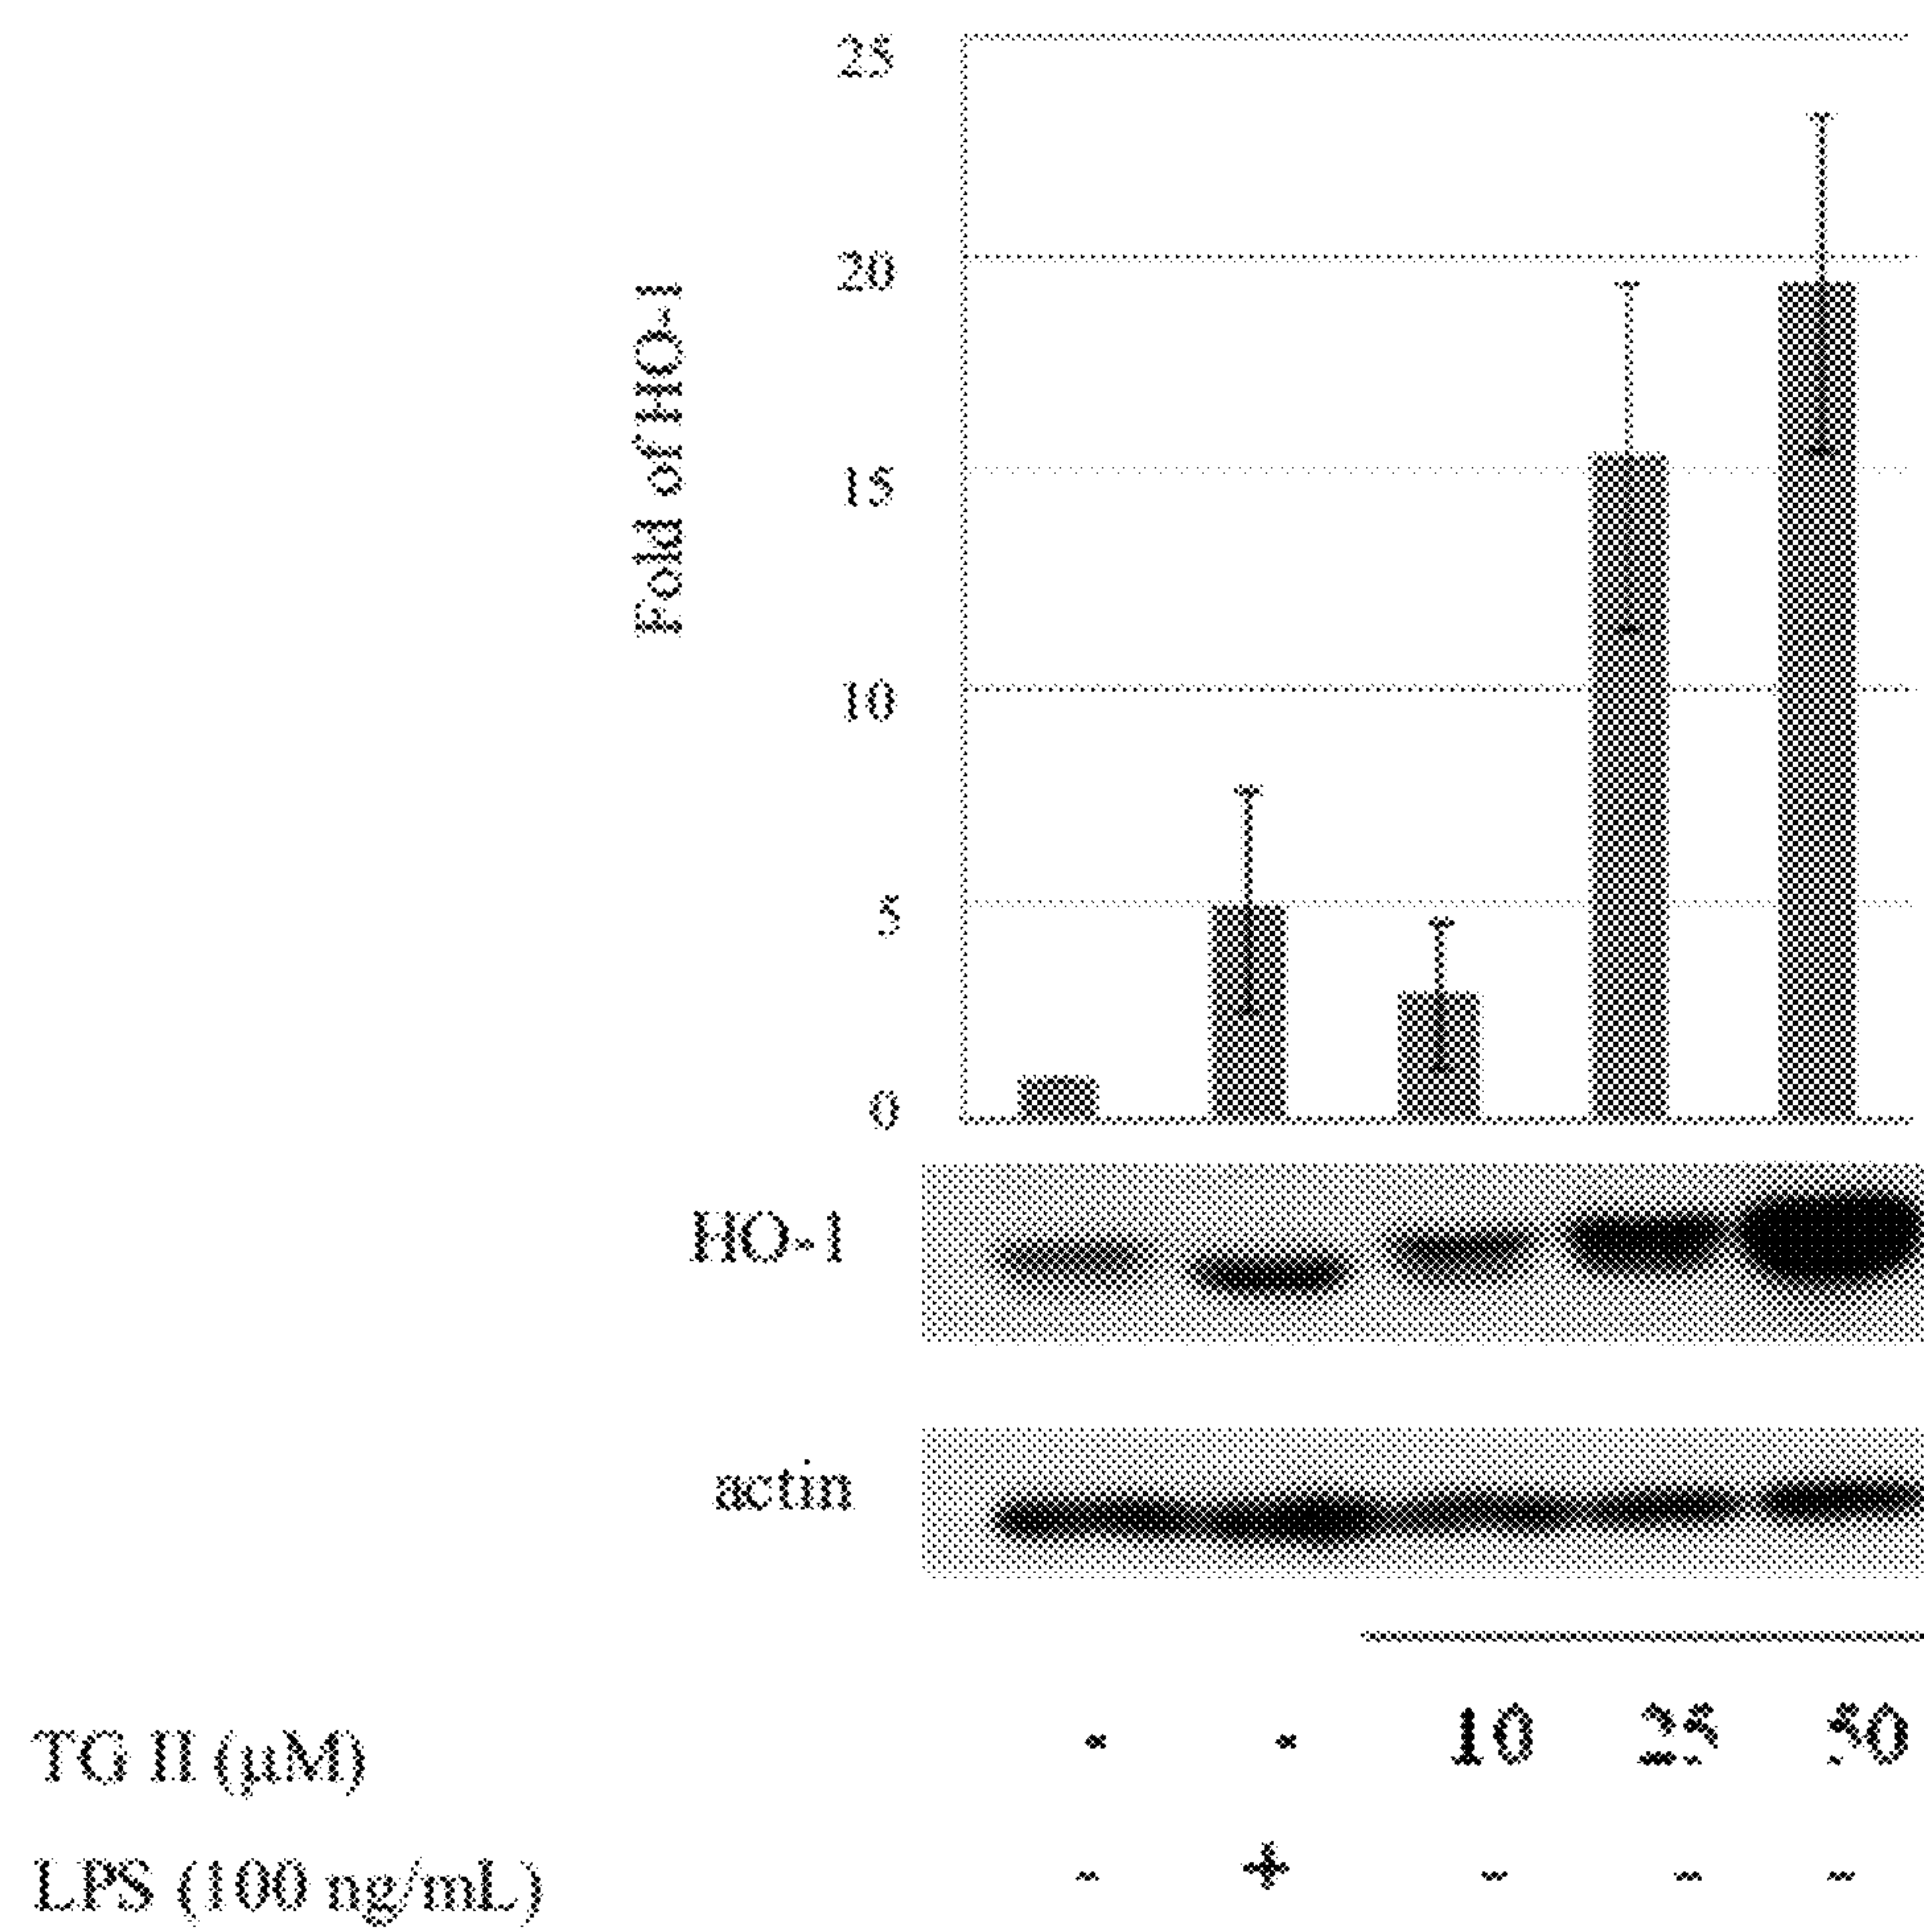 25
20
Fold of HO-1
15
10
5
0
HO-1
actin
TG II (µM) - - 10 25 50
LPS (100 ng/mL) - + - - -